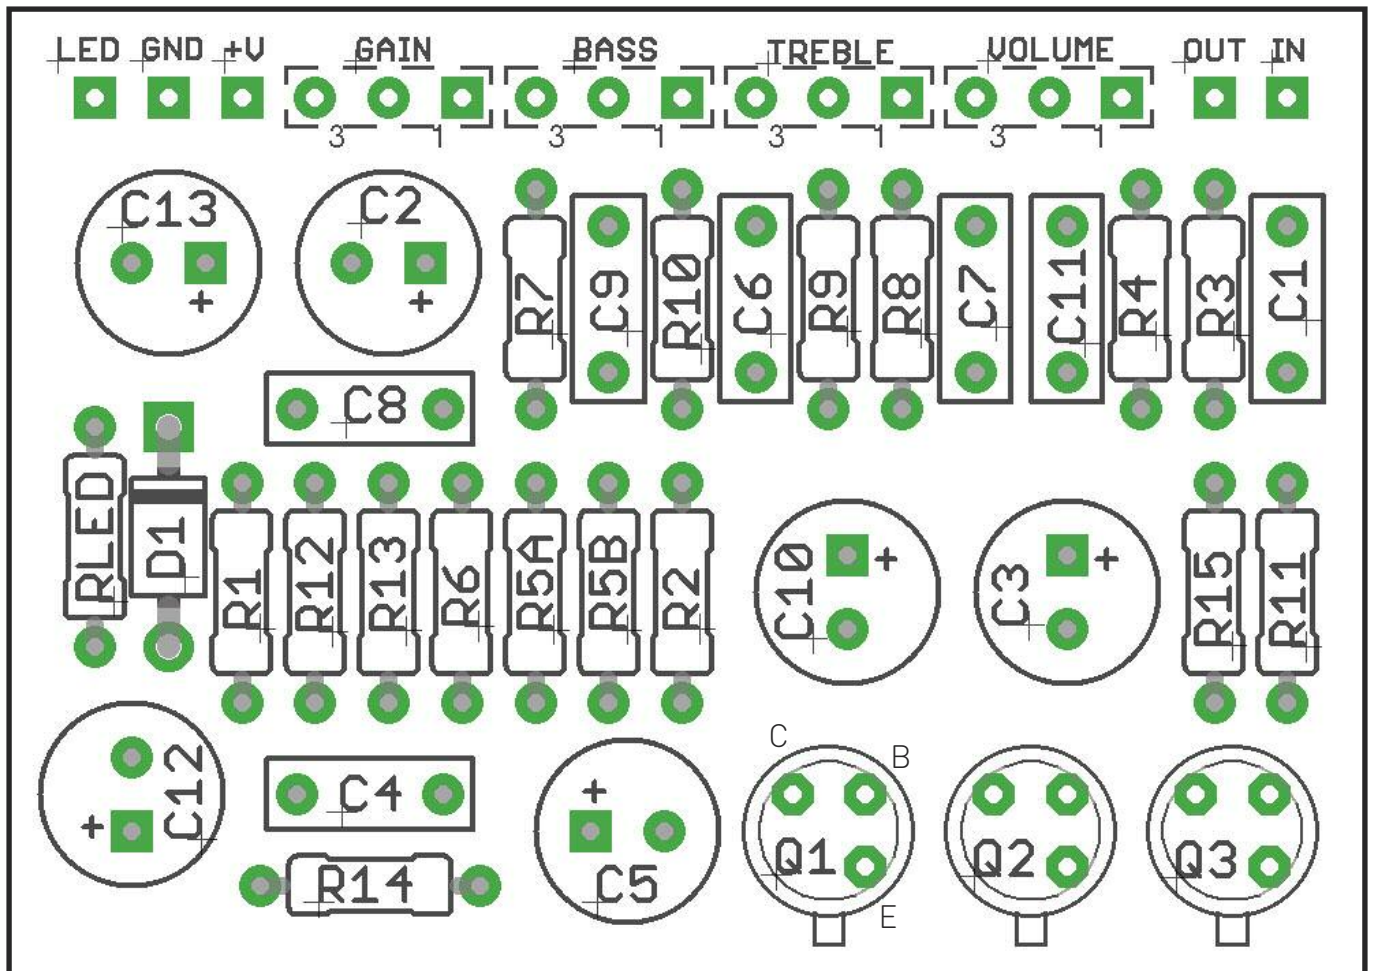 LED GND +V GAIN BASS TREBLE VOLUME OUT IN
3 1 3 1 3 1 3 1
C13 C2 R7 C9 R10 C6 R9 R8 C7 C11 R4 R3 C1
+ +
C8
RLED D1 R1 R12 R13 R6 R5A R5B R2 C10 + C3 + R15 R11
C B
C12 + C4 + C5 Q1 Q2 Q3
R14
E